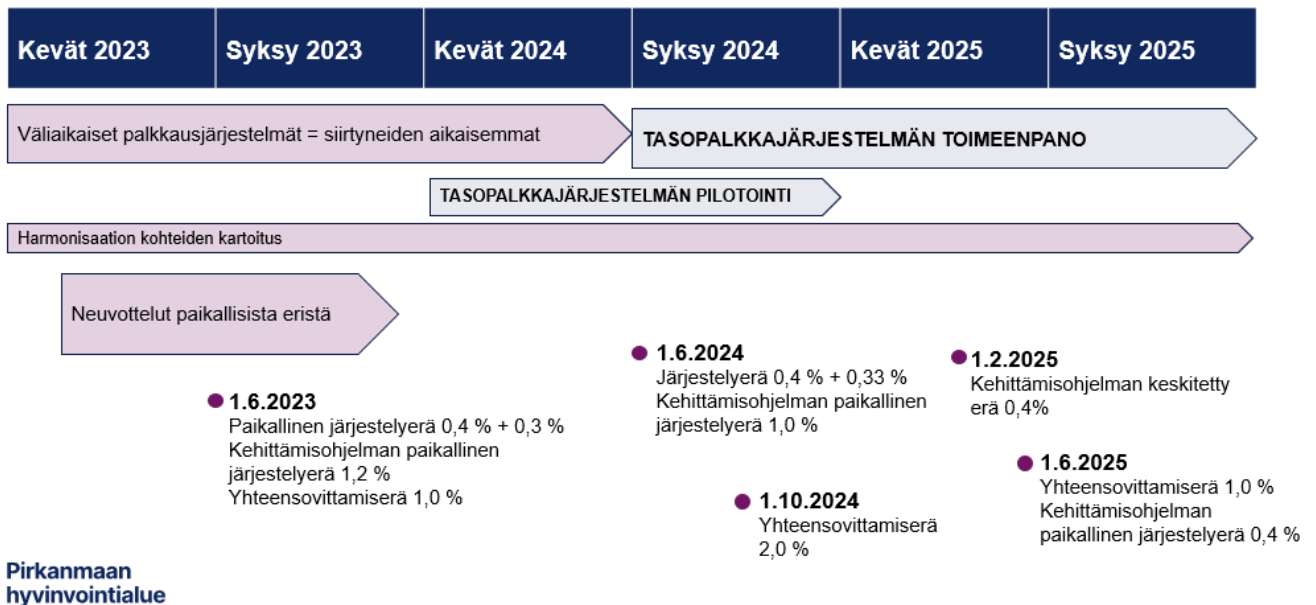 Kevät 2023
Syksy 2023
Kevät 2024
Syksy 2024
Kevät 2025
Syksy 2025
Väliaikaiset palkkausjärjestelmät = siirtyneiden aikaisemmat
TASOPALKKAJÄRJESTELMÄN TOIMEENPANO
TASOPALKKAJÄRJESTELMÄN PILOTOINTI
Harmonisaation kohteiden kartoitus
Neuvottelut paikallisista eristä
1.6.2023
Paikallinen järjestelyerä 0,4 % + 0,3 %
Kehittämisohjelman paikallinen
järjestelyerä 1,2 %
Yhteensovittamiserä 1,0 %
1.6.2024
Järjestelyerä 0,4 % + 0,33 %
Kehittämisohjelman paikallinen
järjestelyerä 1,0 %
1.10.2024
Yhteensovittamiserä
2,0 %
1.2.2025
Kehittämisohjelman keskitetty
erä 0,4%
1.6.2025
Yhteensovittamiserä 1,0 %
Kehittämisohjelman
paikallinen järjestelyerä 0,4 %
Pirkanmaan
hyvinvointialue